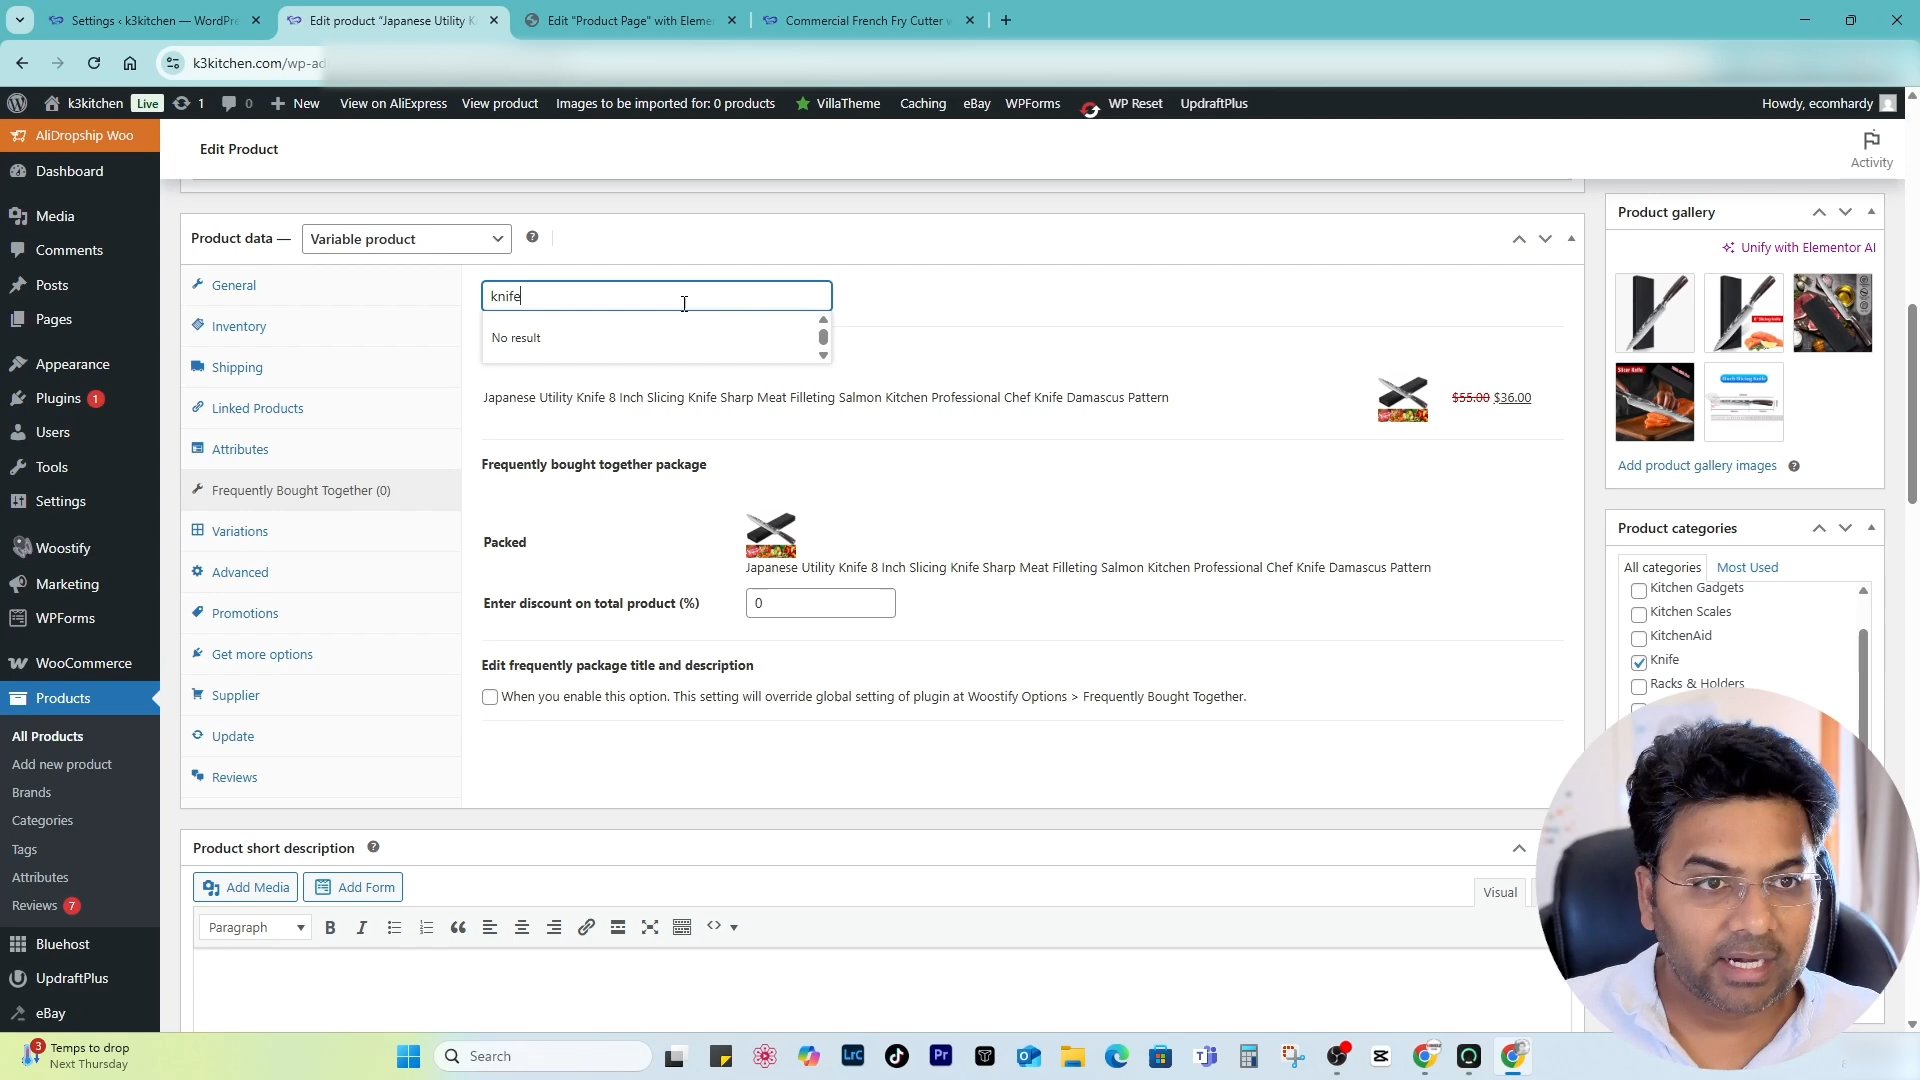 Settings ‹ k3kitchen — WordPre
Edit product “Japanese Utility K
Edit "Product Page" with Eleme
Commercial French Fry Cutter w
k3kitchen.com/wp-ad
k3kitchen Live 1 0 New View on AliExpress View product Images to be imported for: 0 products VillaTheme Caching eBay WPForms WP Reset UpdraftPlus
Howdy, ecomhardy
AliDropship Woo
Dashboard
Media
Comments
Posts
Pages
Appearance
Plugins 1
Users
Tools
Settings
Woostify
Marketing
WPForms
WooCommerce
Products
All Products
Add new product
Brands
Categories
Tags
Attributes
Reviews 7
Bluehost
UpdraftPlus
eBay
Edit Product
Activity
Product data —
Variable product
General
Inventory
Shipping
Linked Products
Attributes
Frequently Bought Together (0)
Variations
Advanced
Promotions
Get more options
Supplier
Update
Reviews
knife
No result
Japanese Utility Knife 8 Inch Slicing Knife Sharp Meat Filleting Salmon Kitchen Professional Chef Knife Damascus Pattern
$55.00 $36.00
Frequently bought together package
Packed
Japanese Utility Knife 8 Inch Slicing Knife Sharp Meat Filleting Salmon Kitchen Professional Chef Knife Damascus Pattern
Enter discount on total product (%)
0
Edit frequently package title and description
When you enable this option. This setting will override global setting of plugin at Woostify Options > Frequently Bought Together.
Product short description
Add Media
Add Form
Visual
Paragraph
Product gallery
Unify with Elementor AI
Add product gallery images
Product categories
All categories
Most Used
Kitchen Gadgets
Kitchen Scales
KitchenAid
Knife
Racks & Holders
3
Temps to drop
Next Thursday
Search